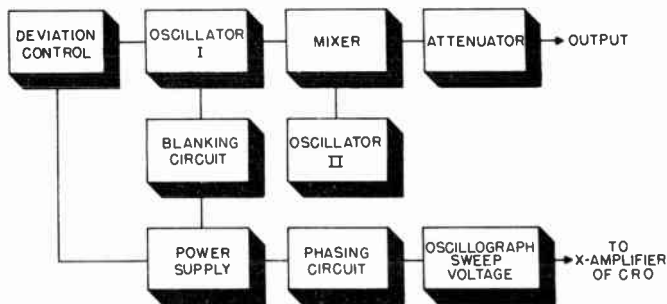 DEVIATION
CONTROL
OSCILLATOR
I
MIXER
ATTENUATOR
OUTPUT
BLANKING
CIRCUIT
OSCILLATOR
II
POWER
SUPPLY
PHASING
CIRCUIT
OSCILLOGRAPH
SWEEP
VOLTAGE
TO
X-AMPLIFIER
OF CRO